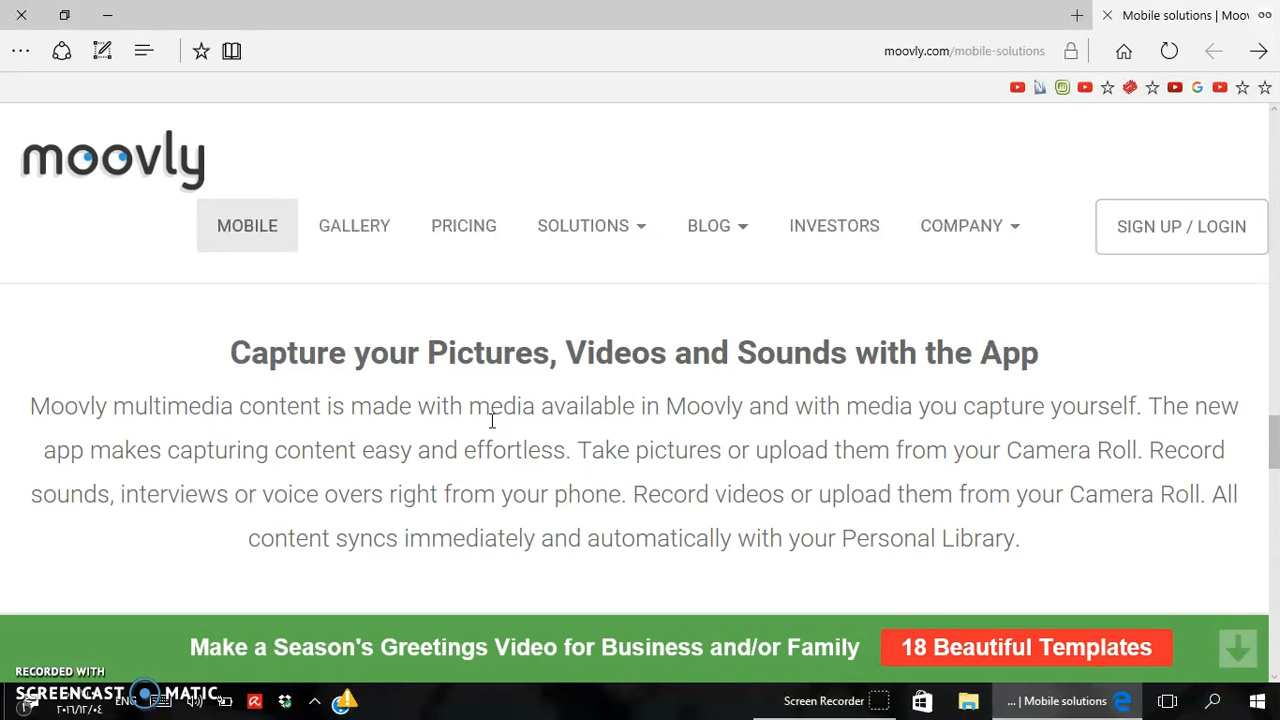 Mobile solutions | Moov
moovly.com/mobile-solutions
moovly
MOBILE GALLERY PRICING SOLUTIONS BLOG INVESTORS COMPANY SIGN UP / LOGIN
Capture your Pictures, Videos and Sounds with the App
Moovly multimedia content is made with media available in Moovly and with media you capture yourself. The new
app makes capturing content easy and effortless. Take pictures or upload them from your Camera Roll. Record
sounds, interviews or voice overs right from your phone. Record videos or upload them from your Camera Roll. All
content syncs immediately and automatically with your Personal Library.
Make a Season's Greetings Video for Business and/or Family 18 Beautiful Templates
RECORDED WITH
SCREENCAST MATIC
ENG Screen Recorder ... | Mobile solutions
٢٠١٦/١٢/٠٤